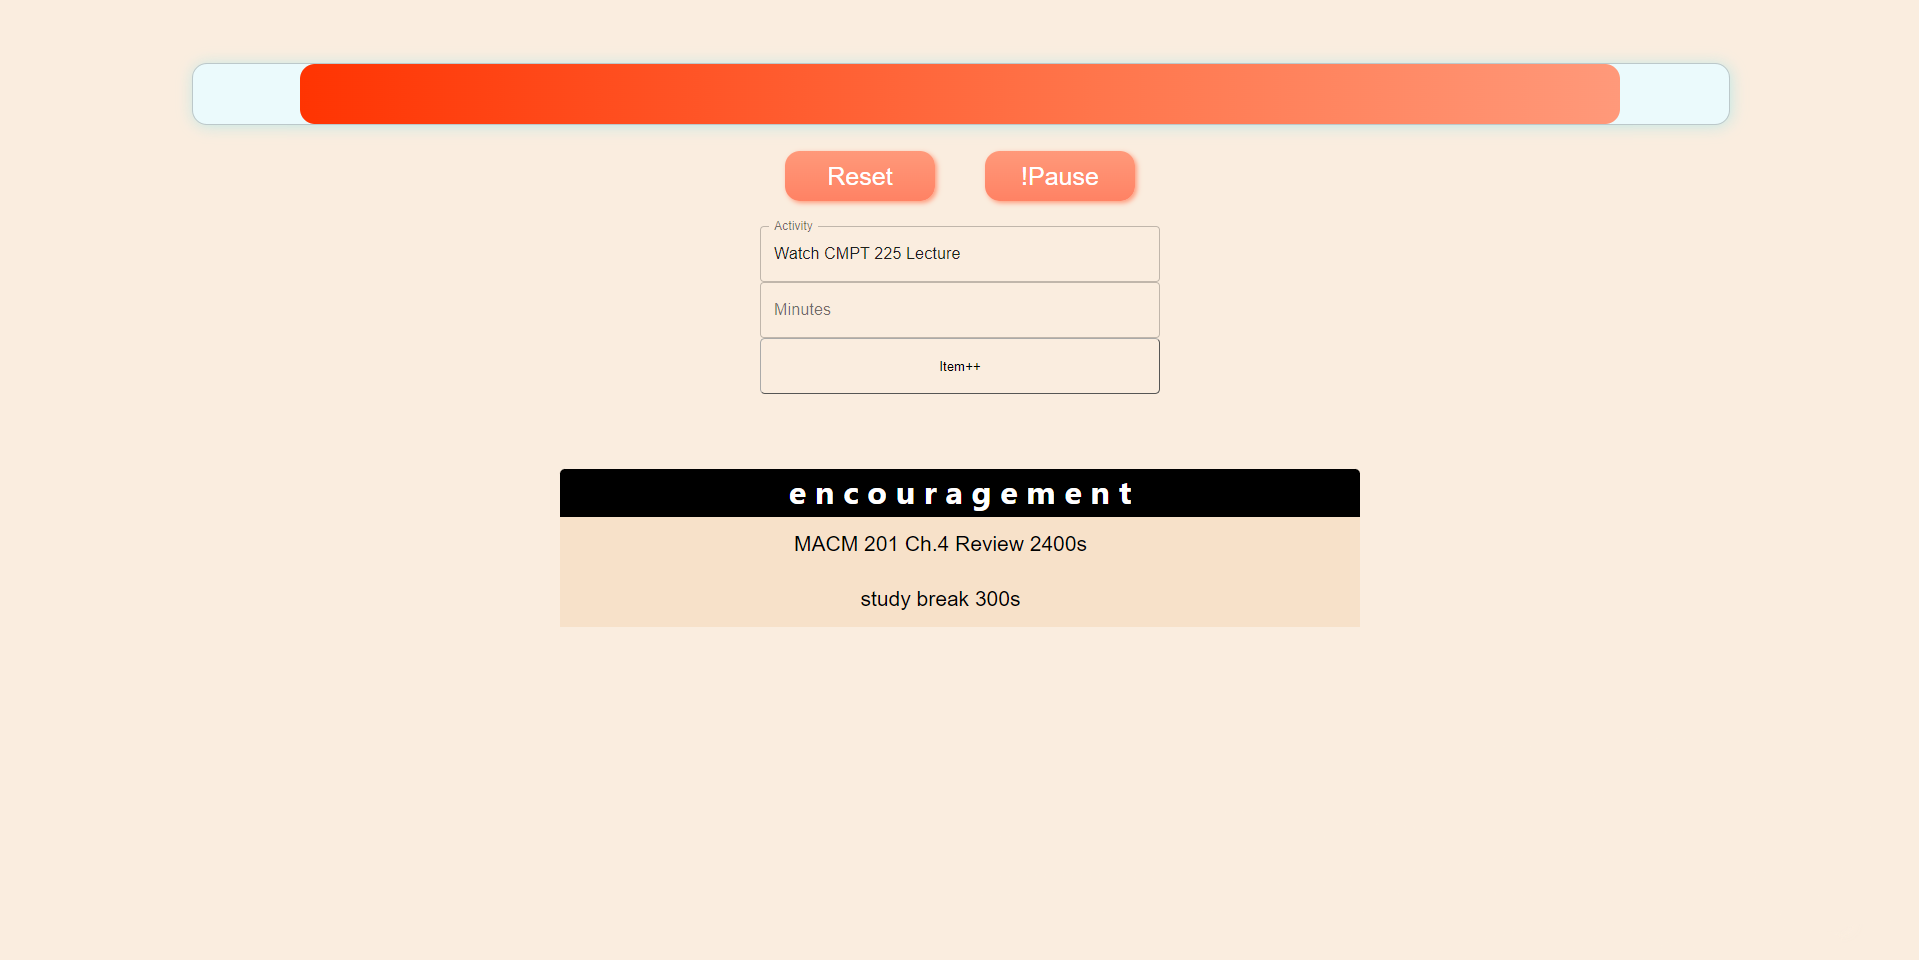 Reset !Pause
Activity
Watch CMPT 225 Lecture
Minutes
Item++
encouragement
MACM 201 Ch.4 Review 2400s
study break 300s